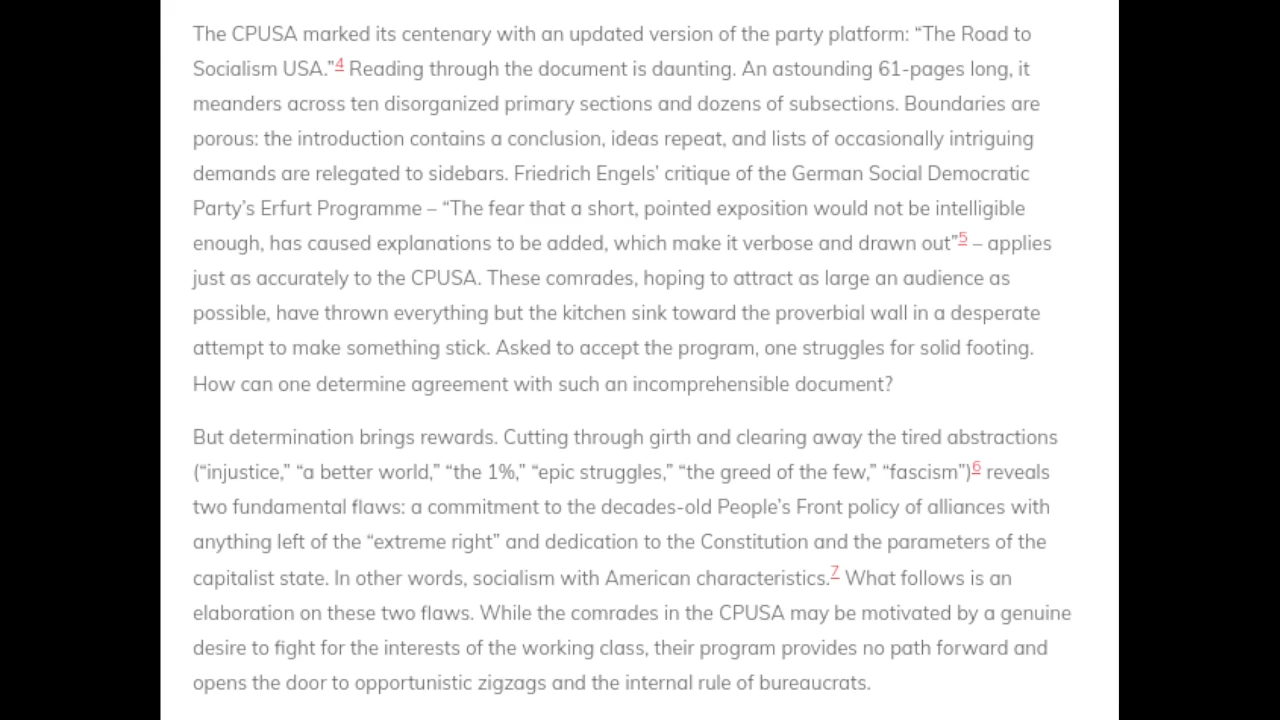 The CPUSA marked its centenary with an updated version of the party platform: “The Road to
Socialism USA.”4 Reading through the document is daunting. An astounding 61-pages long, it
meanders across ten disorganized primary sections and dozens of subsections. Boundaries are
porous: the introduction contains a conclusion, ideas repeat, and lists of occasionally intriguing
demands are relegated to sidebars. Friedrich Engels’ critique of the German Social Democratic
Party’s Erfurt Programme – “The fear that a short, pointed exposition would not be intelligible
enough, has caused explanations to be added, which make it verbose and drawn out”5 – applies
just as accurately to the CPUSA. These comrades, hoping to attract as large an audience as
possible, have thrown everything but the kitchen sink toward the proverbial wall in a desperate
attempt to make something stick. Asked to accept the program, one struggles for solid footing.
How can one determine agreement with such an incomprehensible document?
But determination brings rewards. Cutting through girth and clearing away the tired abstractions
(“injustice,” “a better world,” “the 1%,” “epic struggles,” “the greed of the few,” “fascism”)6 reveals
two fundamental flaws: a commitment to the decades-old People’s Front policy of alliances with
anything left of the “extreme right” and dedication to the Constitution and the parameters of the
capitalist state. In other words, socialism with American characteristics.7 What follows is an
elaboration on these two flaws. While the comrades in the CPUSA may be motivated by a genuine
desire to fight for the interests of the working class, their program provides no path forward and
opens the door to opportunistic zigzags and the internal rule of bureaucrats.